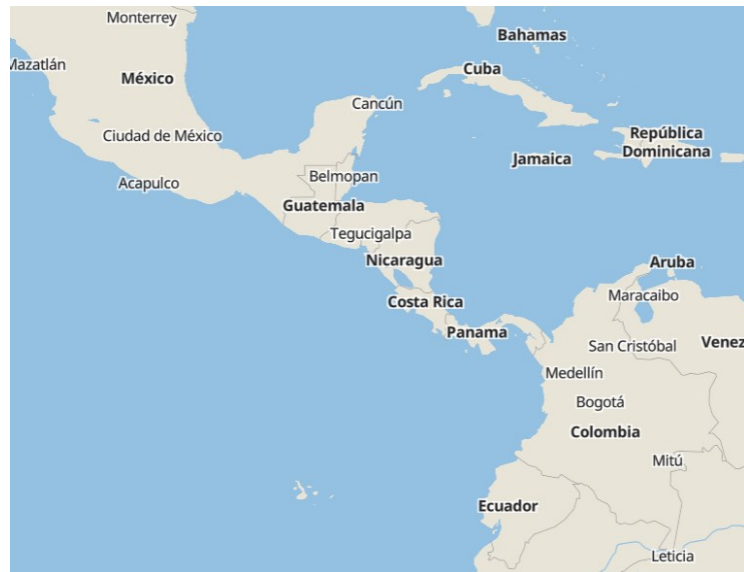 Monterrey
Bahamas
Mazatlán
Cuba
México
Cancún
Ciudad de México
República
Dominicana
Jamaica
Belmopan
Acapulco
Guatemala
Tegucigalpa
Nicaragua
Aruba
Maracaibo
Costa Rica
Panama
San Cristóbal
Venez
Medellín
Bogotá
Colombia
Mitú
Ecuador
Leticia